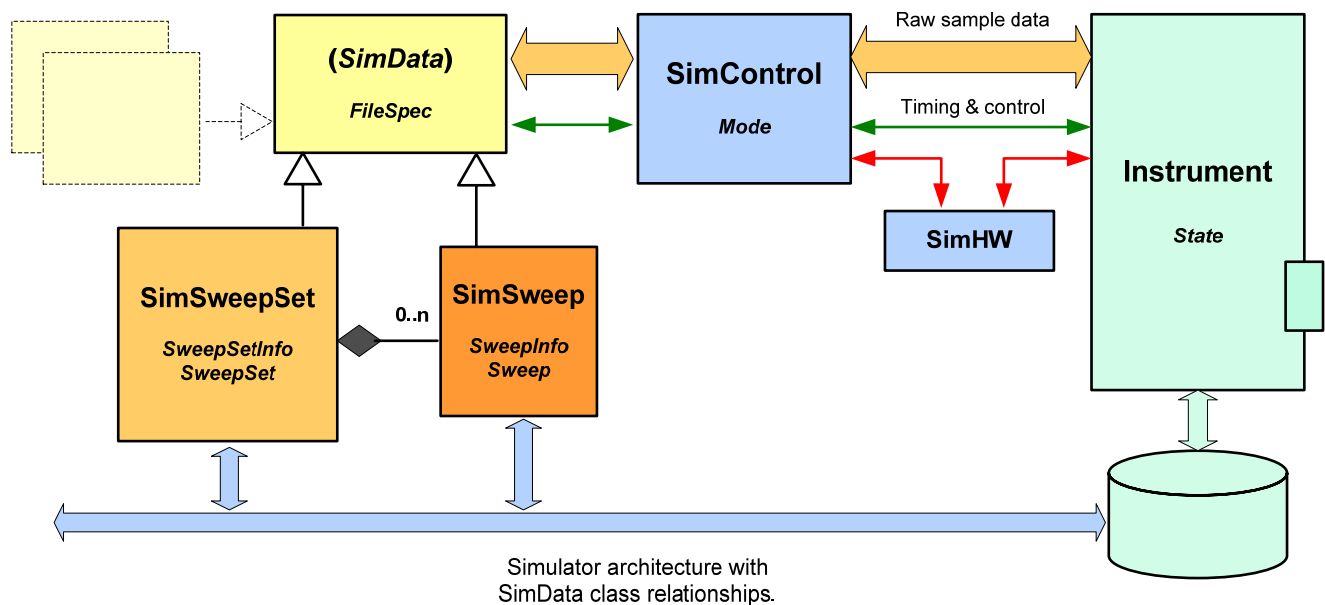 (SimData)
FileSpec
SimControl
Mode
Raw sample data
Timing & control
Instrument
State
SimHW
SimSweepSet
SweepSetInfo
SweepSet
0..n
SimSweep
SweepInfo
Sweep
Simulator architecture with
SimData class relationships.